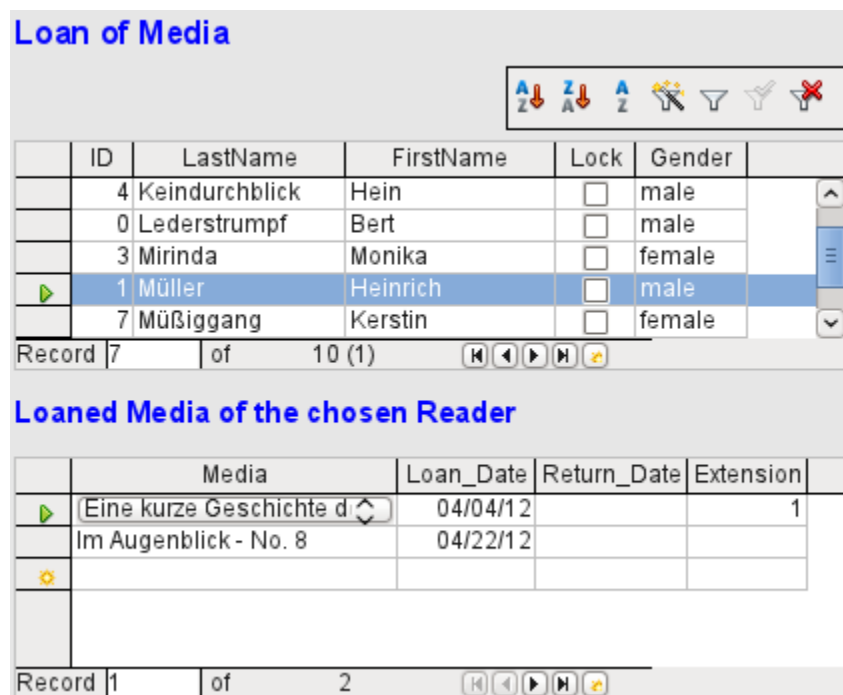 Loan of Media
ID LastName FirstName Lock Gender
4 Keindurchblick Hein male
0 Lederstrumpf Bert male
3 Mirinda Monika female
1 Müller Heinrich male
7 Müßiggang Kerstin female
Record 7 of 10 (1)
Loaned Media of the chosen Reader
Media Loan_Date Return_Date Extension
Eine kurze Geschichte d 04/04/12 1
Im Augenblick - No. 8 04/22/12
Record 1 of 2